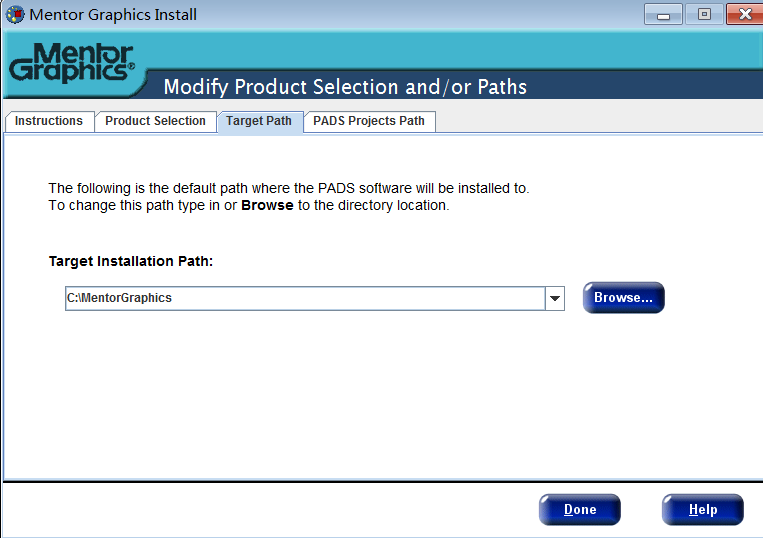 Mentor Graphics Install
Mentor
Graphics®
Modify Product Selection and/or Paths
Instructions
Product Selection
Target Path
PADS Projects Path
The following is the default path where the PADS software will be installed to.
To change this path type in or Browse to the directory location.
Target Installation Path:
C:\MentorGraphics
Browse...
Done
Help